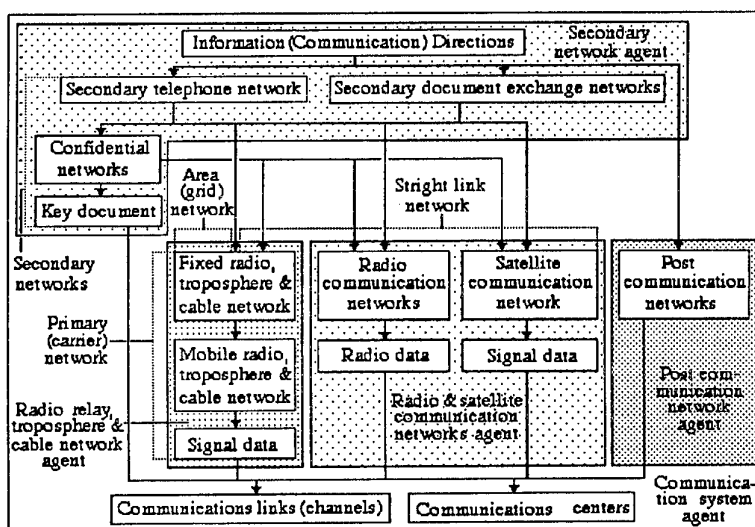 Information (Communication) Directions
Secondary
network agent
Secondary telephone network
Secondary document exchange networks
Confidential
networks
Key document
Area
(grid)
network
Stright link
network
Secondary
networks
Fixed radio,
troposphere &
cable network
Radio
communication
networks
Satellite
communication
network
Post
communication
networks
Primary
(carrier)
network
Mobile radio,
troposphere &
cable network
Radio data
Signal data
Radio relay,
troposphere &
cable network
agent
Signal data
Radio & satellite
communication
networks agent
Post com-
munication
network
agent
Communications links (channels)
Communications centers
Communica-
tion system
agent